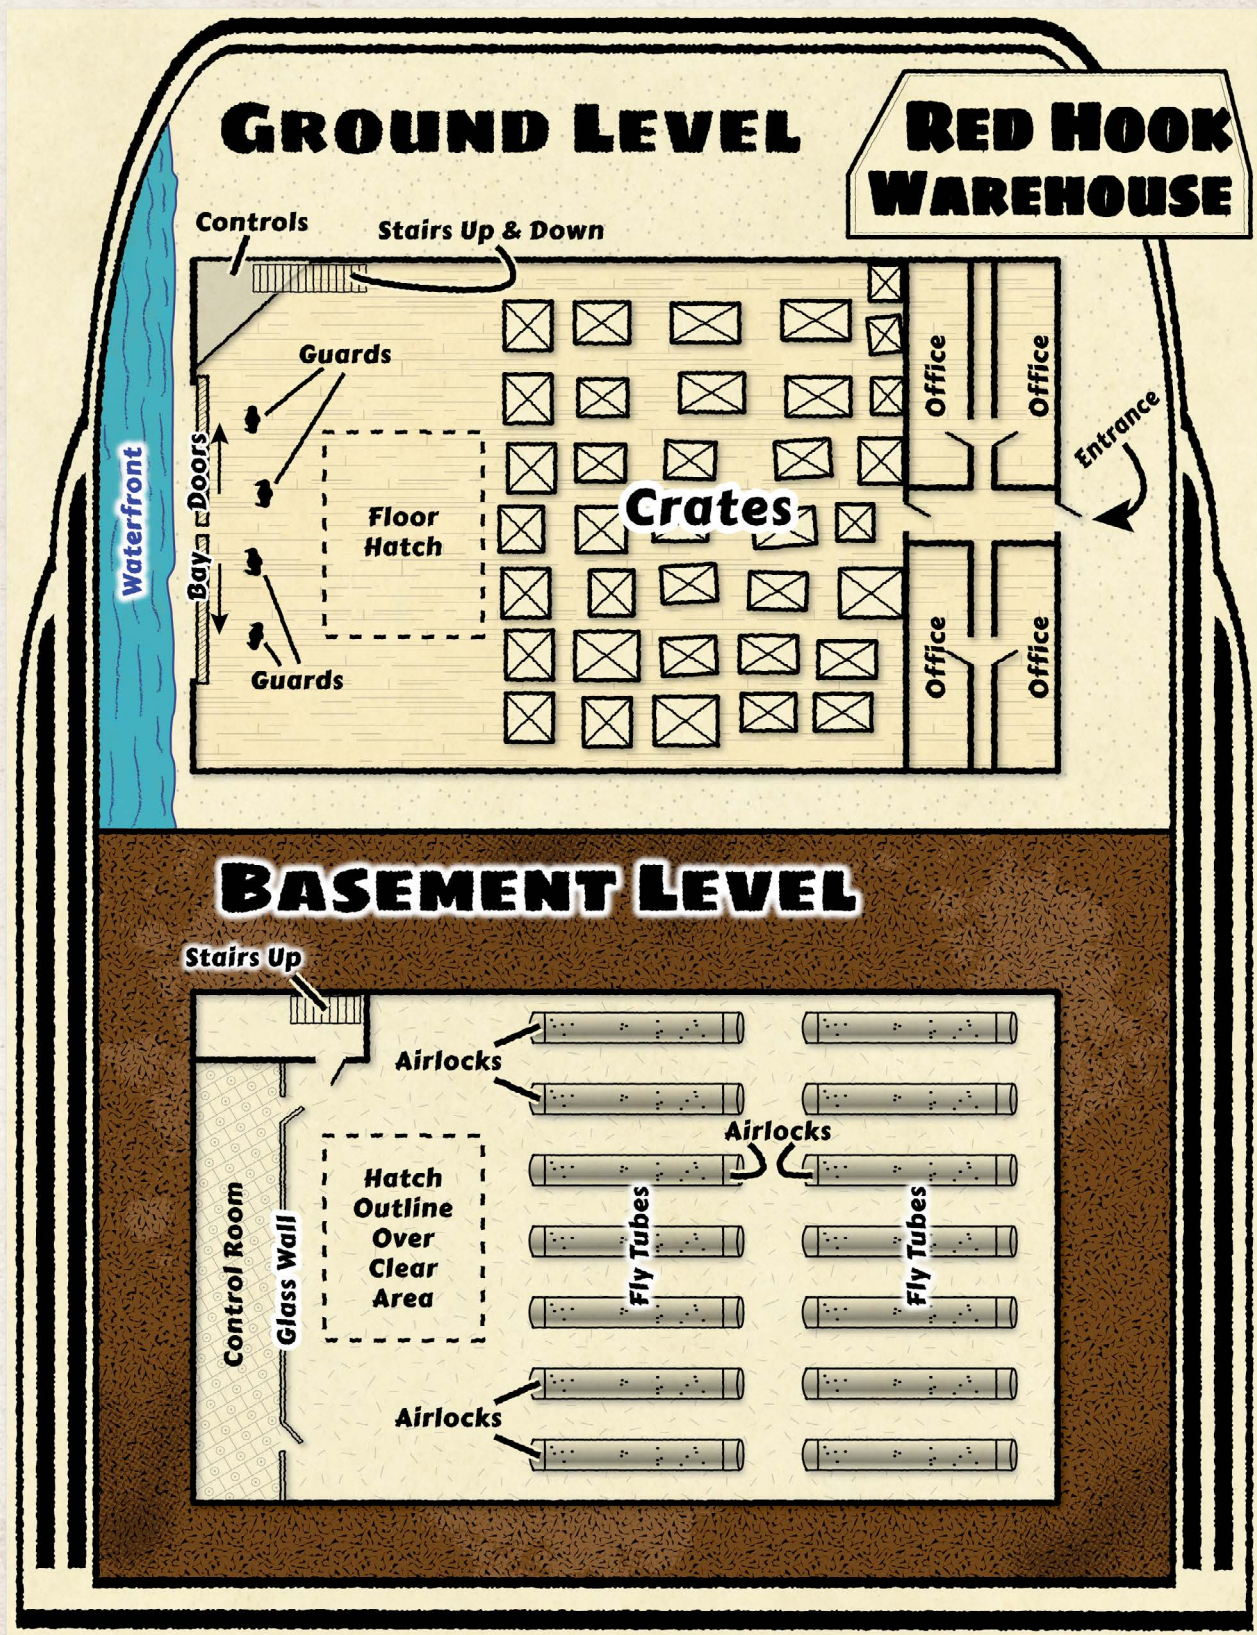 GROUND LEVEL
RED HOOK
WAREHOUSE
Controls
Stairs Up & Down
Guards
Office
Office
Entrance
Waterfront
Bay Doors
Floor
Hatch
Crates
Guards
Office
Office
BASEMENT LEVEL
Stairs Up
Airlocks
Airlocks
Hatch
Outline
Over
Clear
Area
Control Room
Glass Wall
Fly Tubes
Fly Tubes
Airlocks